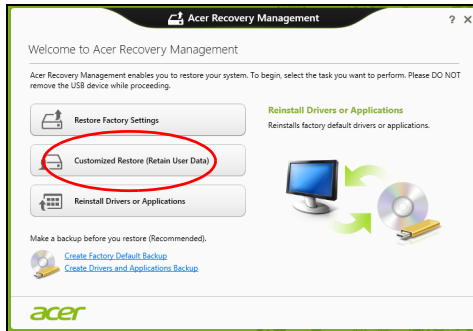 Acer Recovery Management
? X
Welcome to Acer Recovery Management
Acer Recovery Management enables you to restore your system. To begin, select the task you want to perform. Please DO NOT
remove the USB device while proceeding.
Restore Factory Settings
Customized Restore (Retain User Data)
Reinstall Drivers or Applications
Reinstall Drivers or Applications
Reinstalls factory default drivers or applications.
Make a backup before you restore (Recommended).
Create Factory Default Backup
Create Drivers and Applications Backup
acer